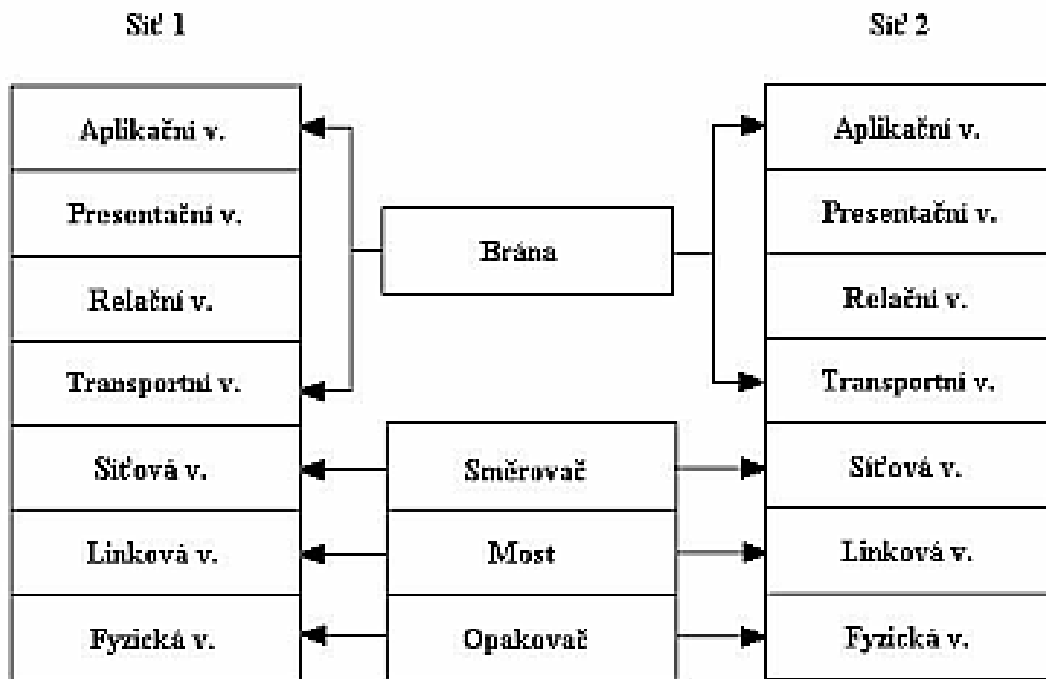 Síť 1
Síť 2
Aplikační v.
Aplikační v.
Presentační v.
Presentační v.
Brána
Relační v.
Relační v.
Transportní v.
Transportní v.
Síťová v.
Směrovač
Síťová v.
Linková v.
Most
Linková v.
Fyzická v.
Opakovač
Fyzická v.